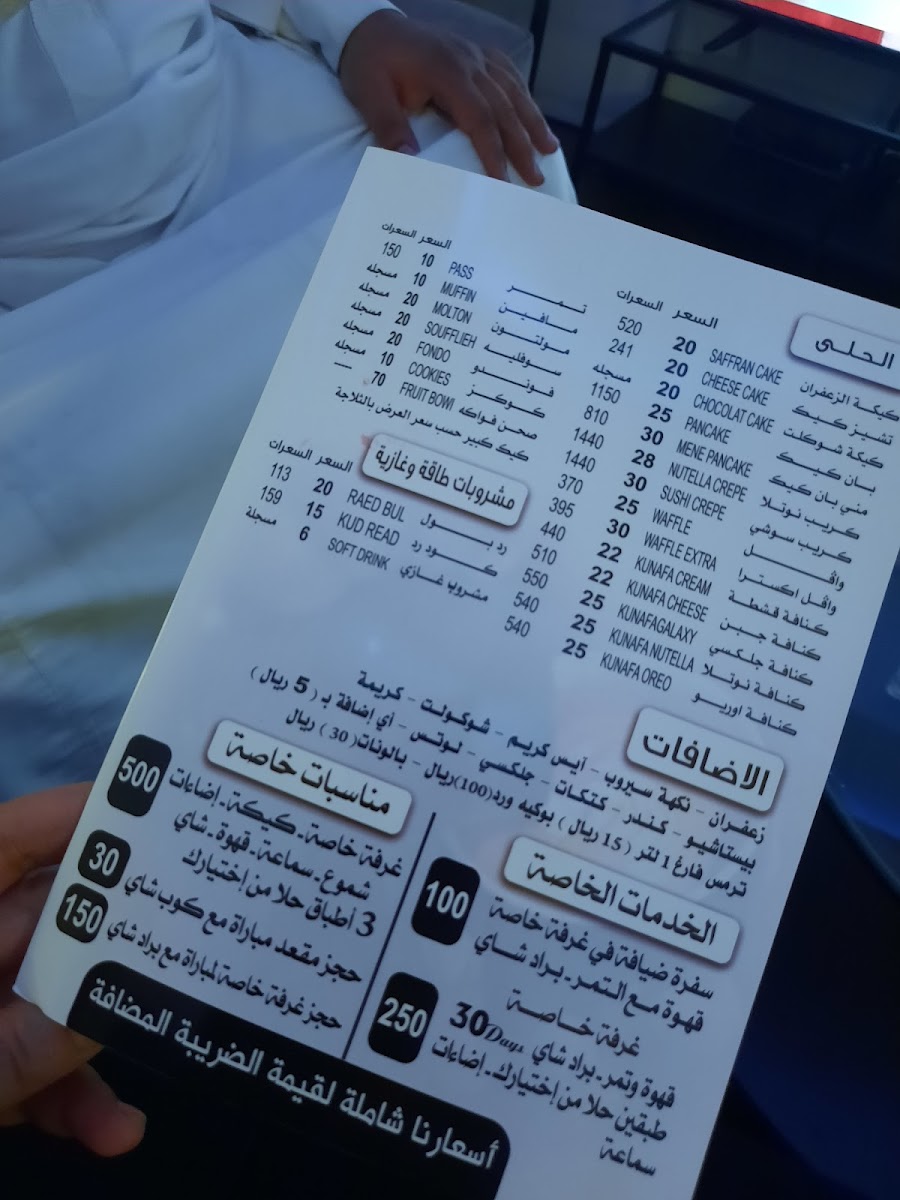 الحلى
السعر السعرات
كيكة الزعفران SAFFRAN CAKE 20 520
تشيز كيك CHEESE CAKE 20 241
كيكة شوكلت CHOCOLAT CAKE 20 مسجله
بان كيك PANCAKE 25 1150
مني بان كيك MENE PANCAKE 30 810
كريب نوتلا NUTELLA CREPE 28 1440
كريب سوشي SUSHI CREPE 30 1440
وافل WAFFLE 25 370
وافل اكسترا WAFFLE EXTRA 30 395
كنافة قشطة KUNAFA CREAM 22 440
كنافة جبن KUNAFA CHEESE 22 510
كنافة جلكسي KUNAFAGALAXY 25 550
كنافة نوتلا KUNAFA NUTELLA 25 540
كنافة اوريو KUNAFA OREO 25 540
السعر السعرات
تمر PASS 10 150
مافين MUFFIN 10 مسجله
مولتون MOLTON 20 مسجله
سوفليه SOUFFLIEH 20 مسجله
فوندو FONDO 20 مسجله
كوكز COOKIES 10 مسجله
صحن فواكه FRUIT BOWl 70 ---
كيك كبير حسب سعر العرض بالثلاجة
مشروبات طاقة وغازية
السعر السعرات
رد بول RAED BUL 20 113
كود رد KUD READ 15 159
مشروب غازي SOFT DRINK 6 مسجلة
الاضافات
زعفران - نكهة سيروب - آيس كريم - شوكولت - كريمة
بيستاشيو - كندر - كتكات - جلكسي - لوتس - أي إضافة بـ ( 5 ريال )
ترمس فارغ 1 لتر ( 15 ريال ) بوكيه ورد(100)ريال - بالونات( 30 ) ريال
الخدمات الخاصة
سفرة ضيافة في غرفة خاصة
قهوة مع التمر - براد شاي
100
غرفة خاصة
قهوة وتمر - براد شاي 30Days
طبقين حلا من إختيارك - إضاءات
سماعة
250
مناسبات خاصة
غرفة خاصة - كيكة - إضاءات
شموع - سماعة - قهوة - شاي
3 أطباق حلا من إختيارك
500
حجز مقعد مباراة مع كوب شاي
30
حجز غرفة خاصة لمباراة مع براد شاي
150
أسعارنا شاملة لقيمة الضريبة المضافة